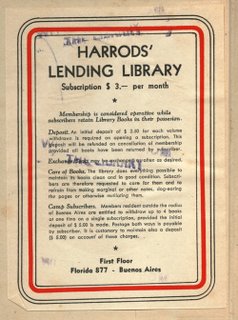 HARRODS'
LENDING LIBRARY
Subscription $ 3.— per month
★
Membership is considered operative while
subscribers retain Library Books in their possession.
Deposit. An initial deposit of $ 2.50 for each volume
withdrawn is required on opening a subscription. This
deposit will be refunded on cancellation of membership
provided all books have been returned by subscriber.
Exchange. may be exchanged as often as desired.
Care of Books. The library does everything possible to
maintain its books clean and in good condition. Subscri-
bers are therefore requested to care for them and to
refrain from making marginal or other notes, dog-earing
the pages or otherwise mutilating them.
Camp Subscribers. Members resident outside the radius
of Buenos Aires are entitled to withdraw up to 4 books
at one time on a single subscription, provided the initial
deposit of $ 5.00 is made. Postage both ways is payable
by subscriber. It is customary to maintain also a deposit
($ 5.00) on account of these charges.
★
First Floor
Florida 877 - Buenos Aires